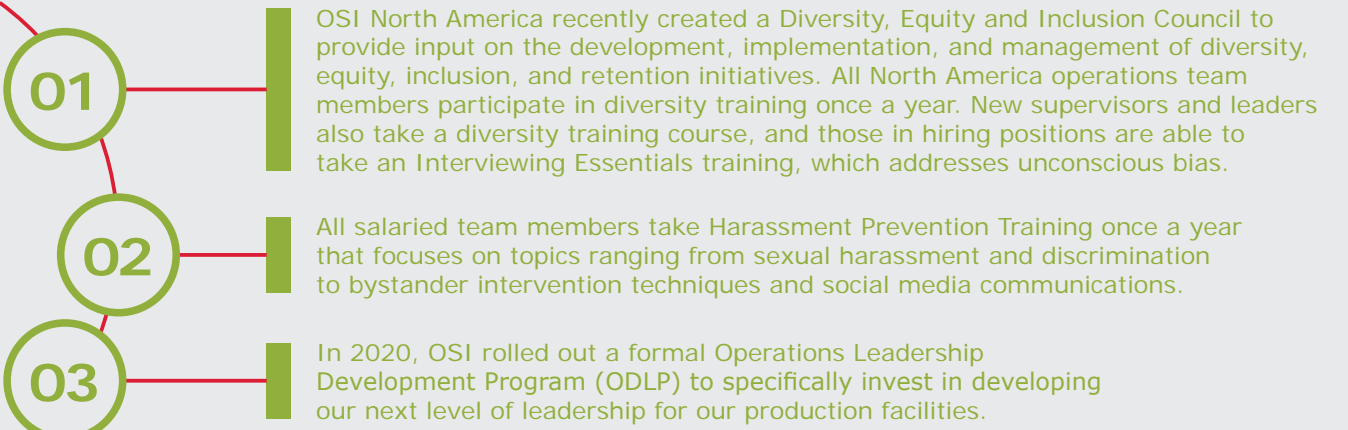 01
OSI North America recently created a Diversity, Equity and Inclusion Council to
provide input on the development, implementation, and management of diversity,
equity, inclusion, and retention initiatives. All North America operations team
members participate in diversity training once a year. New supervisors and leaders
also take a diversity training course, and those in hiring positions are able to
take an Interviewing Essentials training, which addresses unconscious bias.
02
All salaried team members take Harassment Prevention Training once a year
that focuses on topics ranging from sexual harassment and discrimination
to bystander intervention techniques and social media communications.
03
In 2020, OSI rolled out a formal Operations Leadership
Development Program (ODLP) to specifically invest in developing
our next level of leadership for our production facilities.